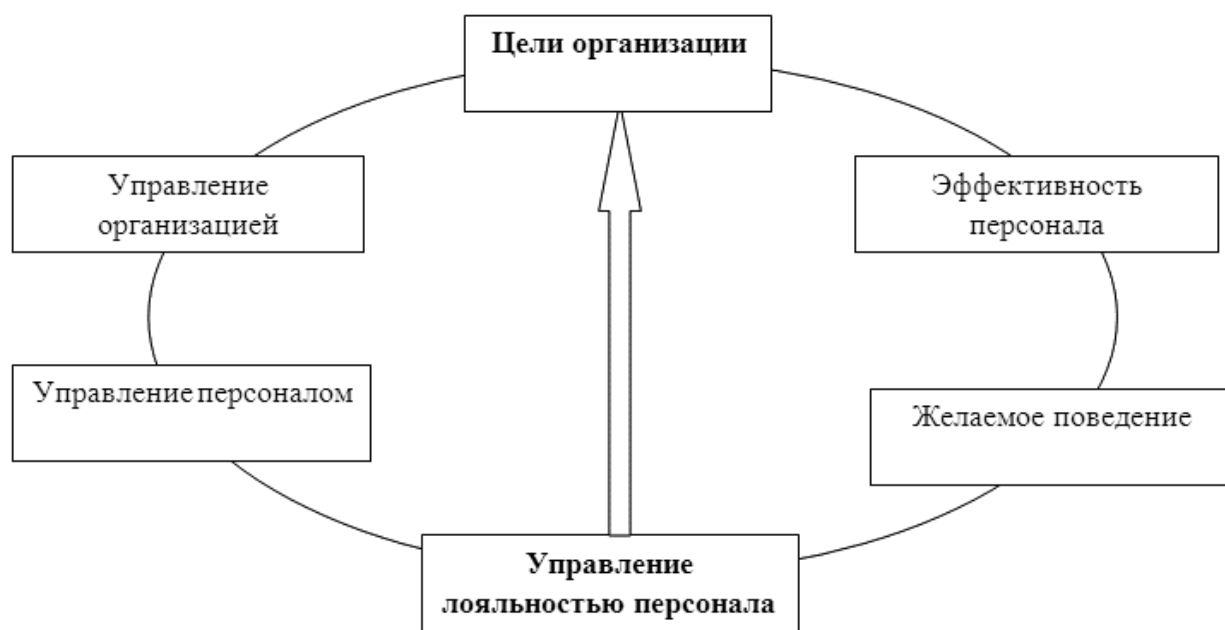 Цели организации
Управление
организацией
Эффективность
персонала
Управление персоналом
Желаемое поведение
Управление
лояльностью персонала